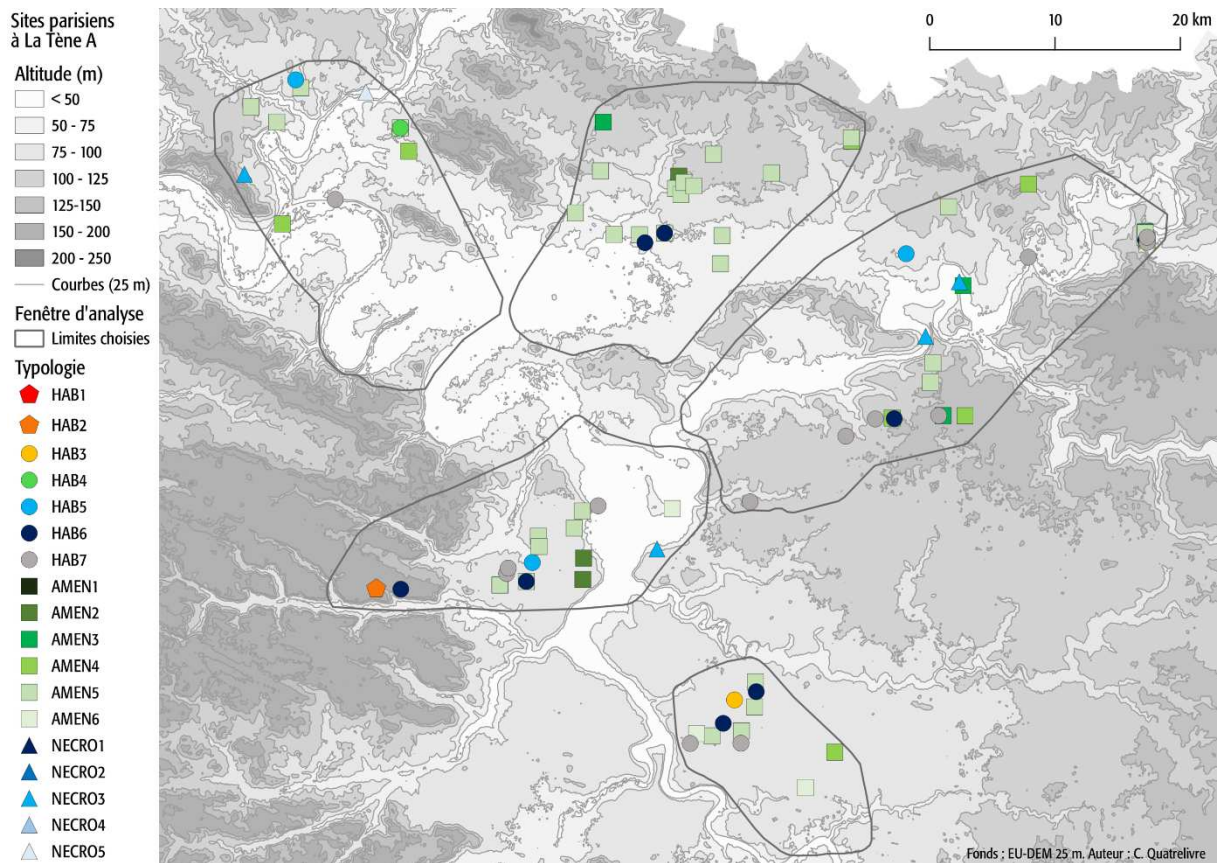 Sites parisiens
à La Tène A
Altitude (m)
< 50
50 - 75
75 - 100
100 - 125
125-150
150 - 200
200 - 250
Courbes (25 m)
Fenêtre d'analyse
Limites choisies
Typologie
HAB1
HAB2
HAB3
HAB4
HAB5
HAB6
HAB7
AMEN1
AMEN2
AMEN3
AMEN4
AMEN5
AMEN6
NECRO1
NECRO2
NECRO3
NECRO4
NECRO5
0 10 20 km
Fonds : EU-DEM 25 m. Auteur : C. Quatrelivre